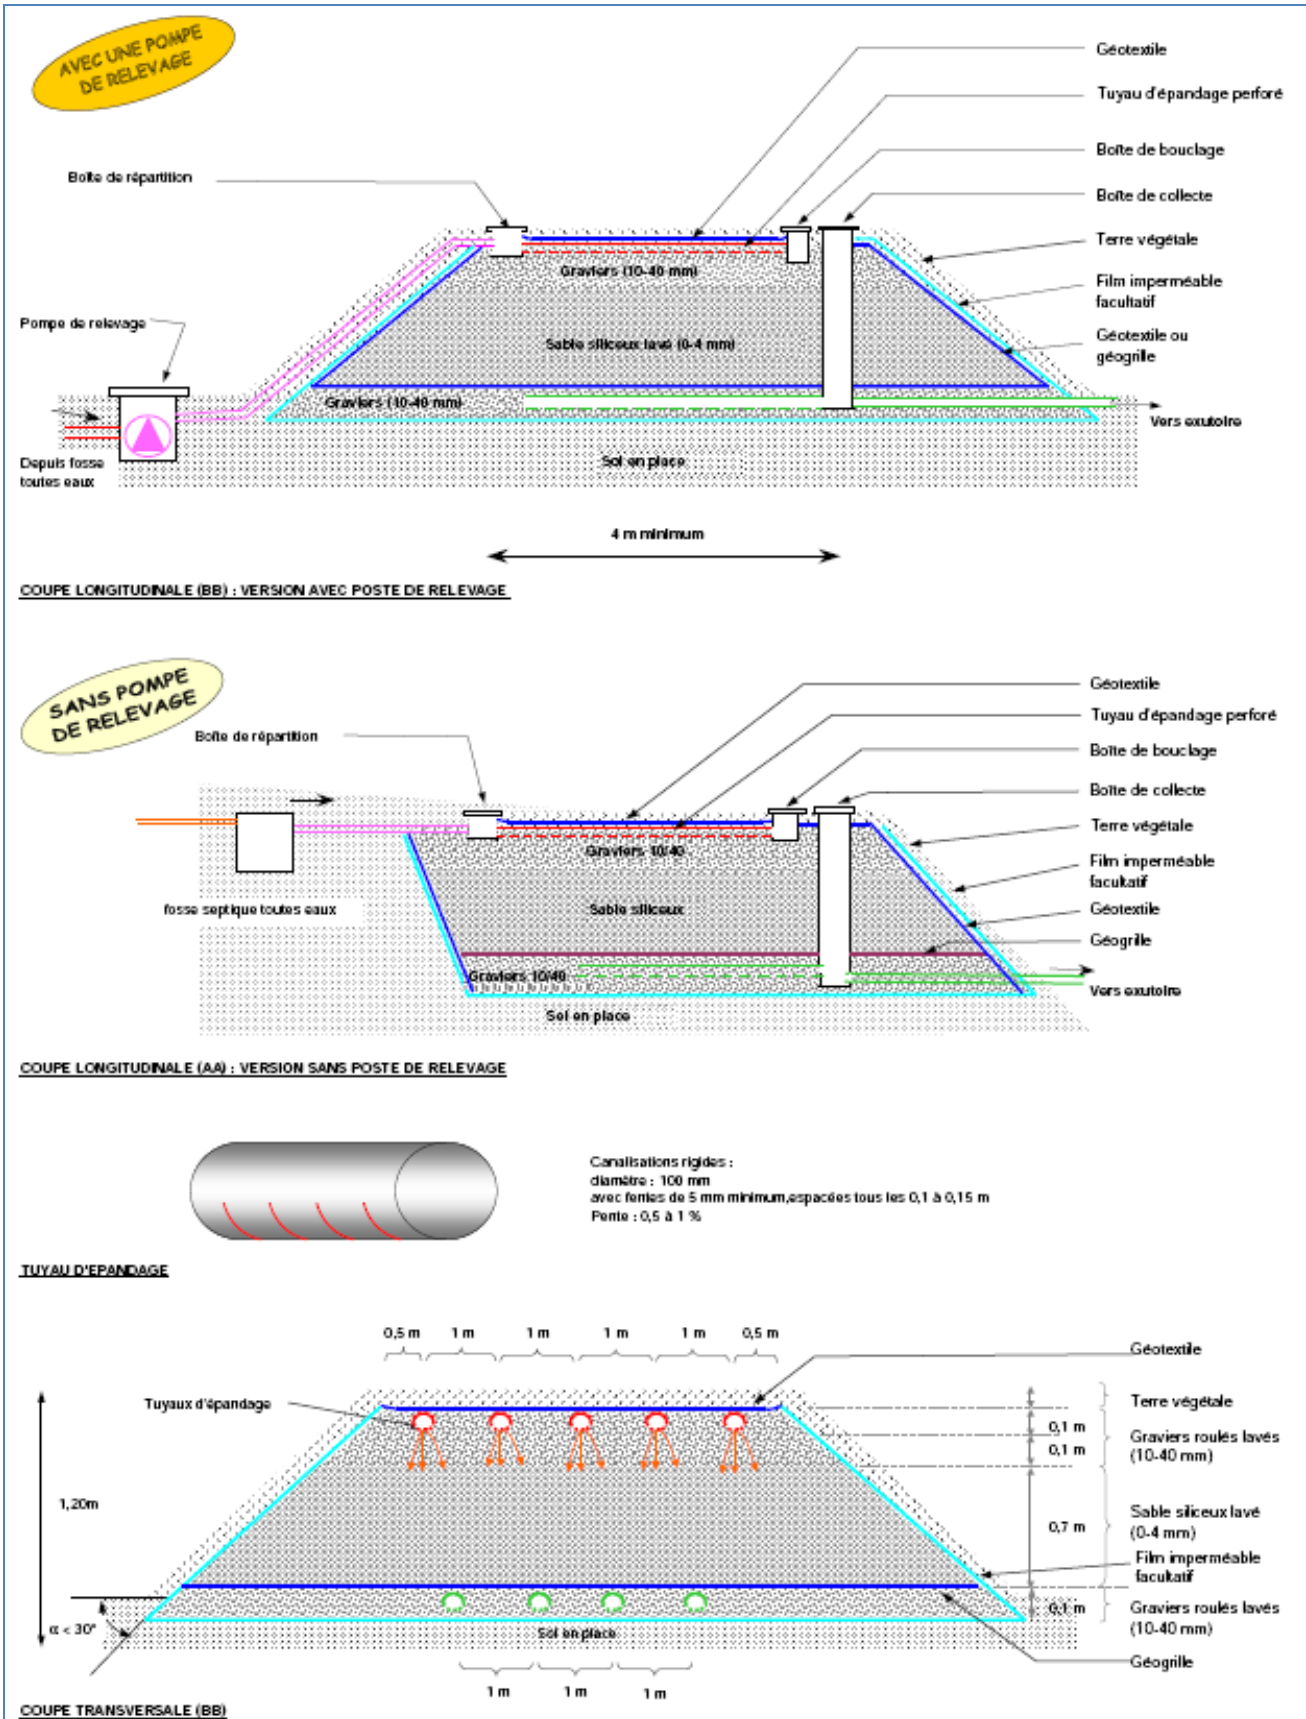 AVEC UNE POMPE
DE RELEVAGE
Géotextile
Tuyau d'épandage perforé
Boîte de bouclage
Boîte de répartition
Boîte de collecte
Terre végétale
Graviers (10-40 mm)
Film imperméable
facultatif
Pompe de relevage
Sable siliceux lavé (0-4 mm)
Géotextile ou
géogrille
Graviers (10-40 mm)
Vers exutoire
Depuis fosse
toutes eaux
Sol en place
4 m minimum
COUPE LONGITUDINALE (BB) : VERSION AVEC POSTE DE RELEVAGE
SANS POMPE
DE RELEVAGE
Géotextile
Tuyau d'épandage perforé
Boîte de répartition
Boîte de bouclage
Boîte de collecte
Terre végétale
Graviers 10/40
Film imperméable
facultatif
fosse septique toutes eaux
Sable siliceux
Géotextile
Géogrille
Graviers 10/40
Vers exutoire
Sol en place
COUPE LONGITUDINALE (AA) : VERSION SANS POSTE DE RELEVAGE
Canalisations rigides :
diamètre : 100 mm
avec fentes de 5 mm minimum,espacées tous les 0,1 à 0,15 m
Pente : 0,5 à 1 %
TUYAU D'EPANDAGE
0,5 m 1 m 1 m 1 m 1 m 0,5 m
Géotextile
Tuyaux d'épandage
Terre végétale
0,1 m
Graviers roulés lavés
(10-40 mm)
0,1 m
1,20m
Sable siliceux lavé
(0-4 mm)
0,7 m
Film imperméable
facultatif
0,1 m
Graviers roulés lavés
(10-40 mm)
α < 30°
Sol en place
Géogrille
1 m 1 m 1 m
COUPE TRANSVERSALE (BB)